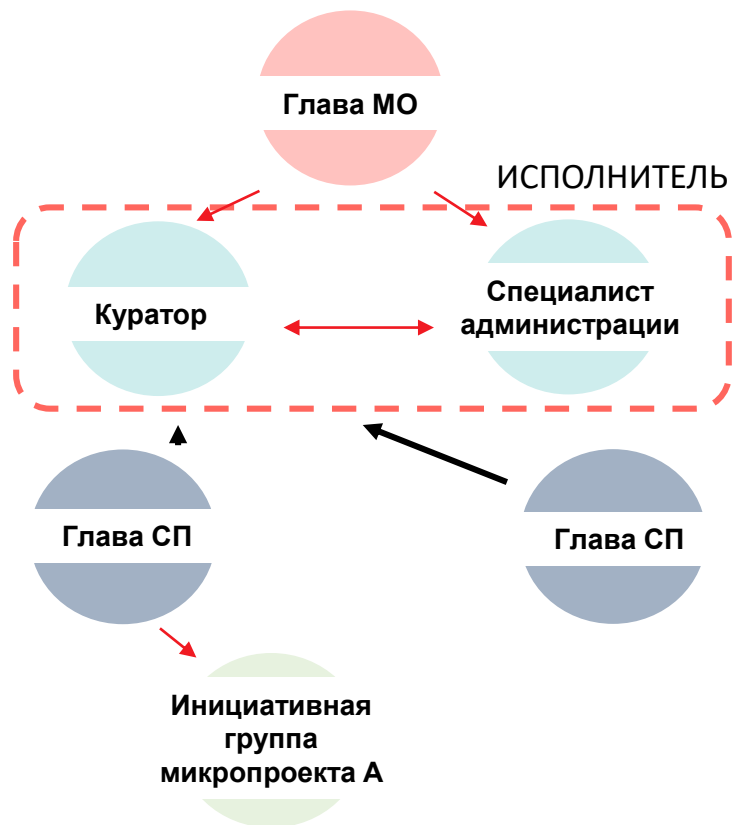 Глава МО
ИСПОЛНИТЕЛЬ
Куратор
Специалист
администрации
Глава СП
Глава СП
Инициативная
группа
микропроекта А